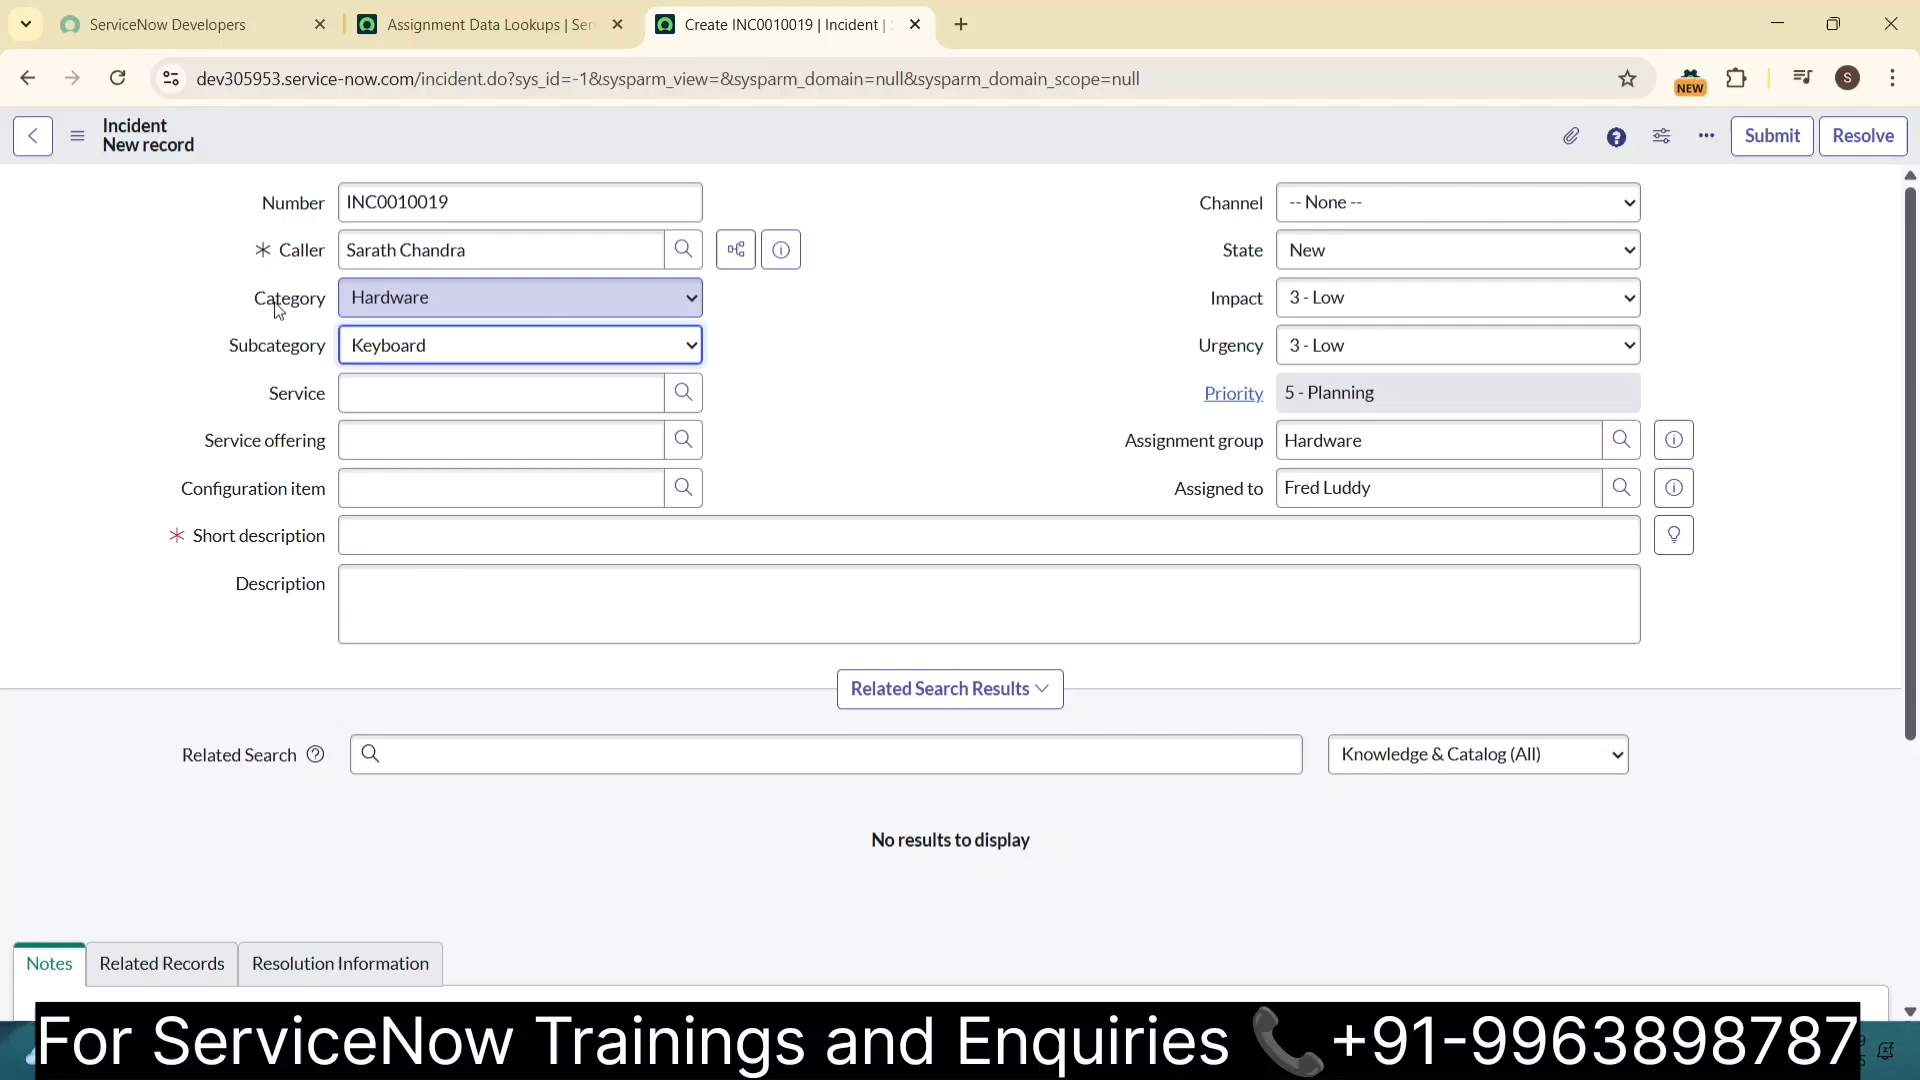 ServiceNow Developers
Assignment Data Lookups | Ser
Create INC0010019 | Incident |
dev305953.service-now.com/incident.do?sys_id=-1&sysparm_view=&sysparm_domain=null&sysparm_domain_scope=null
NEW
S
Incident
New record
Submit
Resolve
Number INC0010019
Channel -- None --
Caller Sarath Chandra
State New
Category Hardware
Impact 3 - Low
Subcategory Keyboard
Urgency 3 - Low
Service
Priority 5 - Planning
Service offering
Assignment group Hardware
Configuration item
Assigned to Fred Luddy
Short description
Description
Related Search Results
Related Search
Knowledge & Catalog (All)
No results to display
Notes
Related Records
Resolution Information
For ServiceNow Trainings and Enquiries 📞+91-9963898787